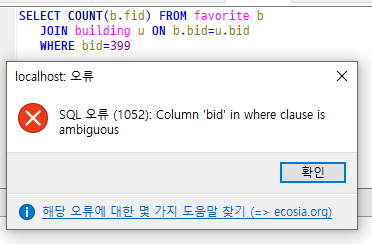 SELECT COUNT(b.fid) FROM favorite b
JOIN building u ON b.bid=u.bid
WHERE bid=399
localhost: 오류
SQL 오류 (1052): Column 'bid' in where clause is
ambiguous
확인
해당 오류에 대한 몇 가지 도움말 찾기 (=> ecosia.org)